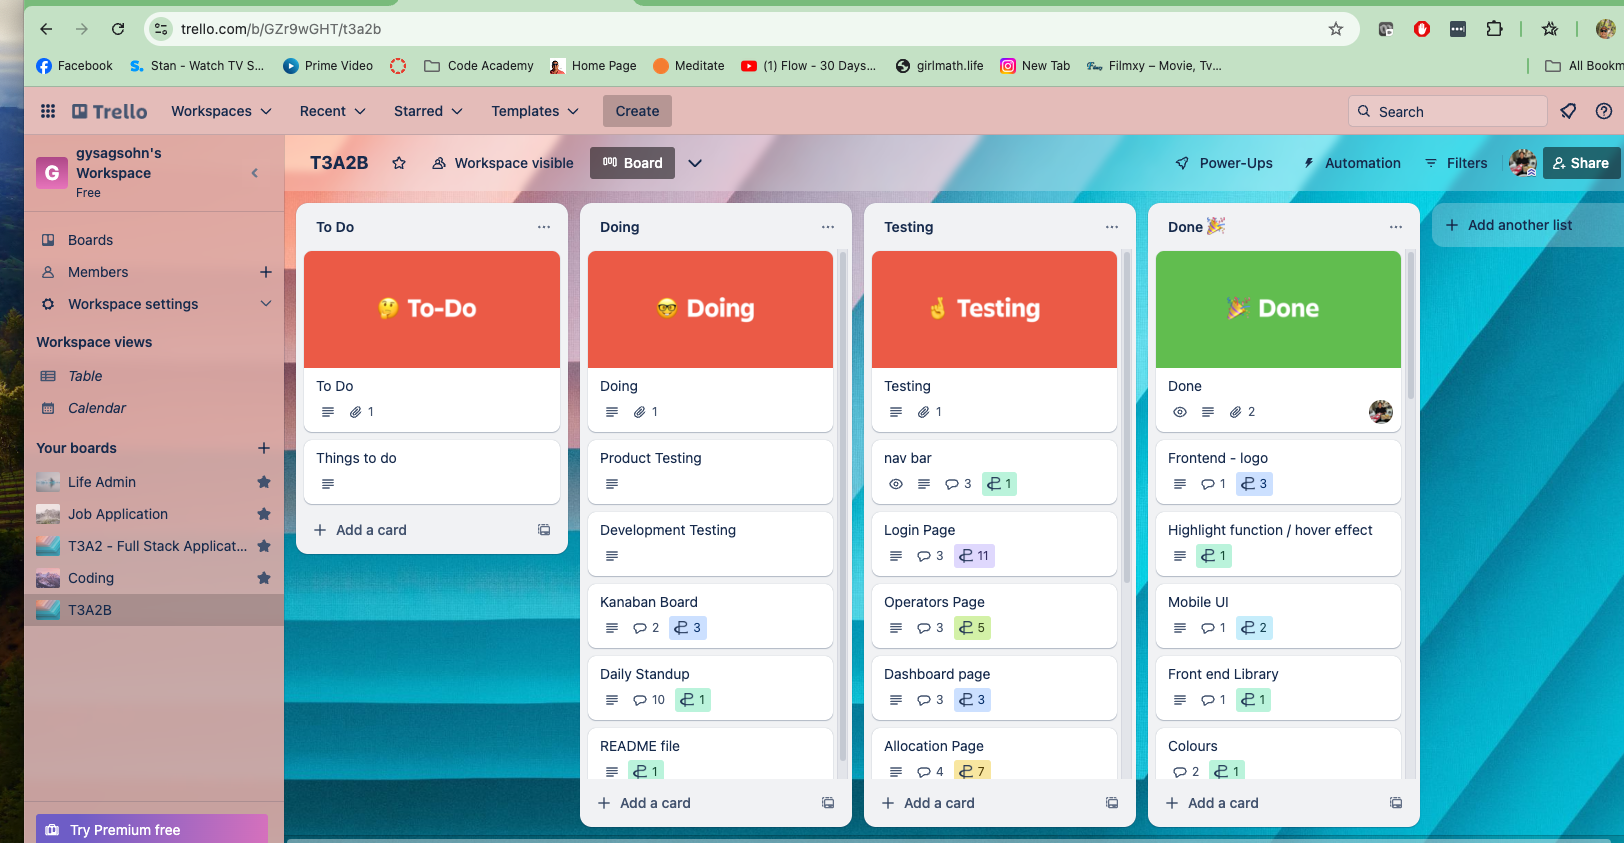 trello.com/b/GZr9wGHT/t3a2b
Facebook
Stan - Watch TV S...
Prime Video
Code Academy
Home Page
Meditate
(1) Flow - 30 Days...
girlmath.life
New Tab
Filmxy – Movie, Tv...
All Bookm
Trello
Workspaces
Recent
Starred
Templates
Create
Search
G
gysagsohn's
Workspace
Free
Boards
Members
Workspace settings
Workspace views
Table
Calendar
Your boards
Life Admin
Job Application
T3A2 - Full Stack Applicat...
Coding
T3A2B
Try Premium free
T3A2B
Workspace visible
Board
Power-Ups
Automation
Filters
Share
To Do
🤔 To-Do
To Do
1
Things to do
Add a card
Doing
🤓 Doing
Doing
1
Product Testing
Development Testing
Kanaban Board
2 3
Daily Standup
10 1
README file
1
Add a card
Testing
🤞 Testing
Testing
1
nav bar
3 1
Login Page
3 11
Operators Page
3 5
Dashboard page
3 3
Allocation Page
4 7
Add a card
Done 🎉
🎉 Done
Done
2
Frontend - logo
1 3
Highlight function / hover effect
1
Mobile UI
1 2
Front end Library
1 1
Colours
2 1
Add a card
Add another list